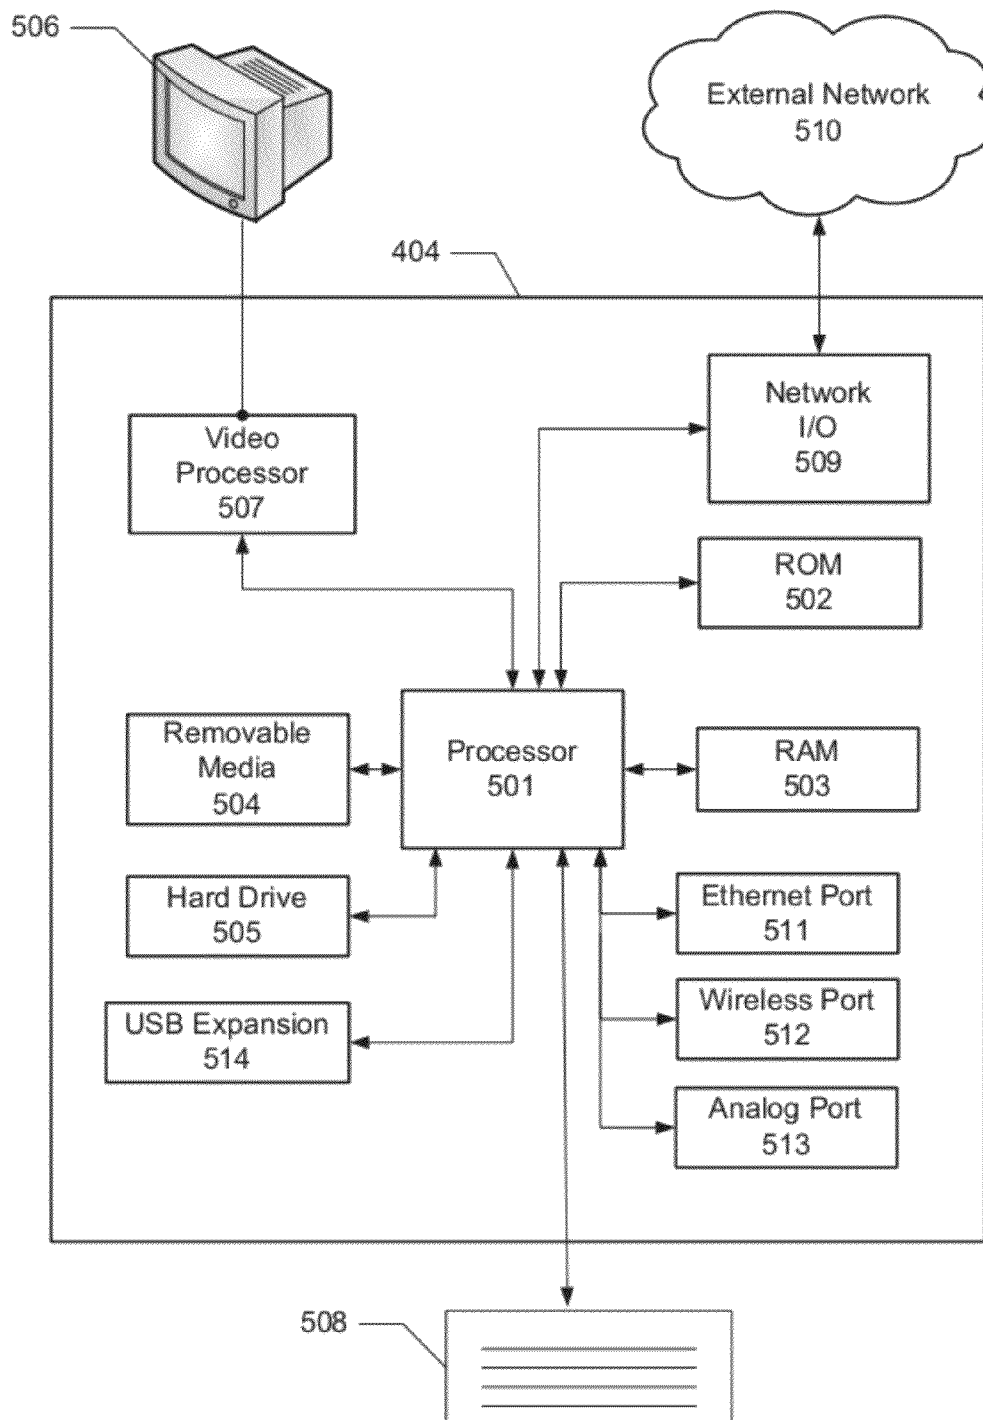 506
External Network
510
404
Network
I/O
509
Video
Processor
507
ROM
502
Removable
Media
504
Processor
501
RAM
503
Hard Drive
505
Ethernet Port
511
USB Expansion
514
Wireless Port
512
Analog Port
513
508